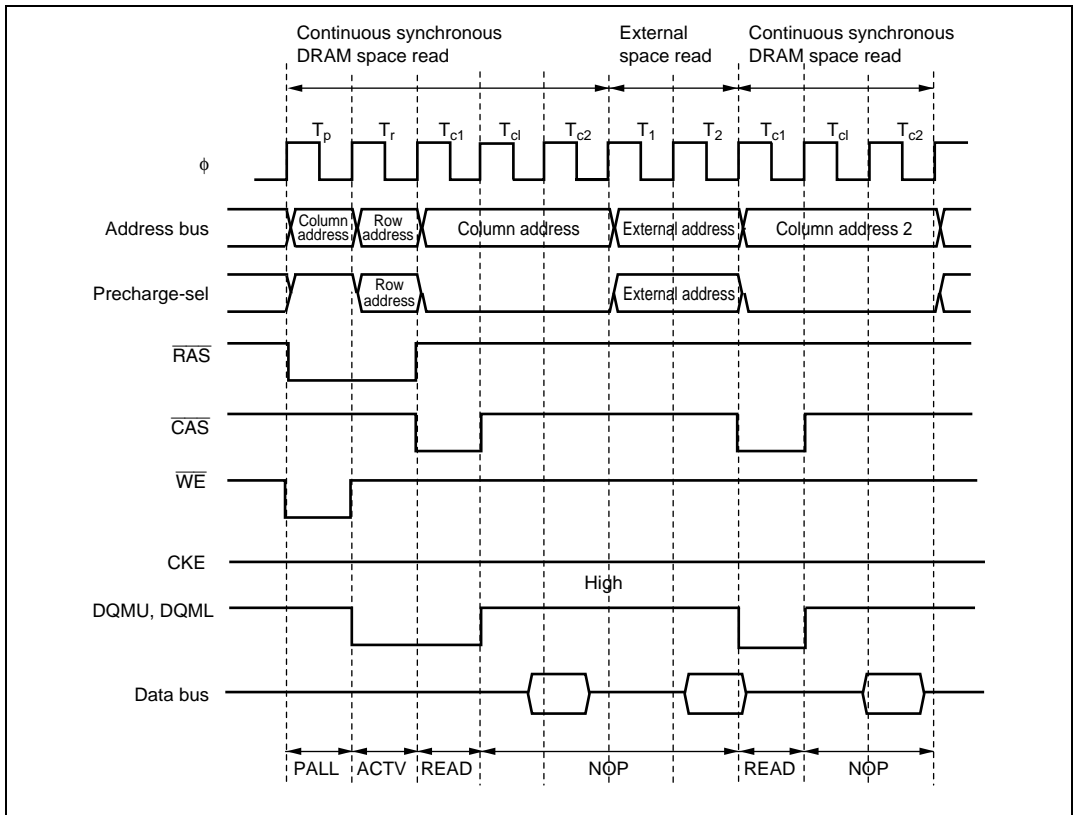 Continuous synchronous
DRAM space read
External
space read
Continuous synchronous
DRAM space read
Tp Tr Tc1 Tcl Tc2 T1 T2 Tc1 Tcl Tc2
ϕ
Address bus
Column
address
Row
address
Column address
External address
Column address 2
Precharge-sel
Row
address
External address
RAS
CAS
WE
CKE
High
DQMU, DQML
Data bus
PALL ACTV READ NOP READ NOP